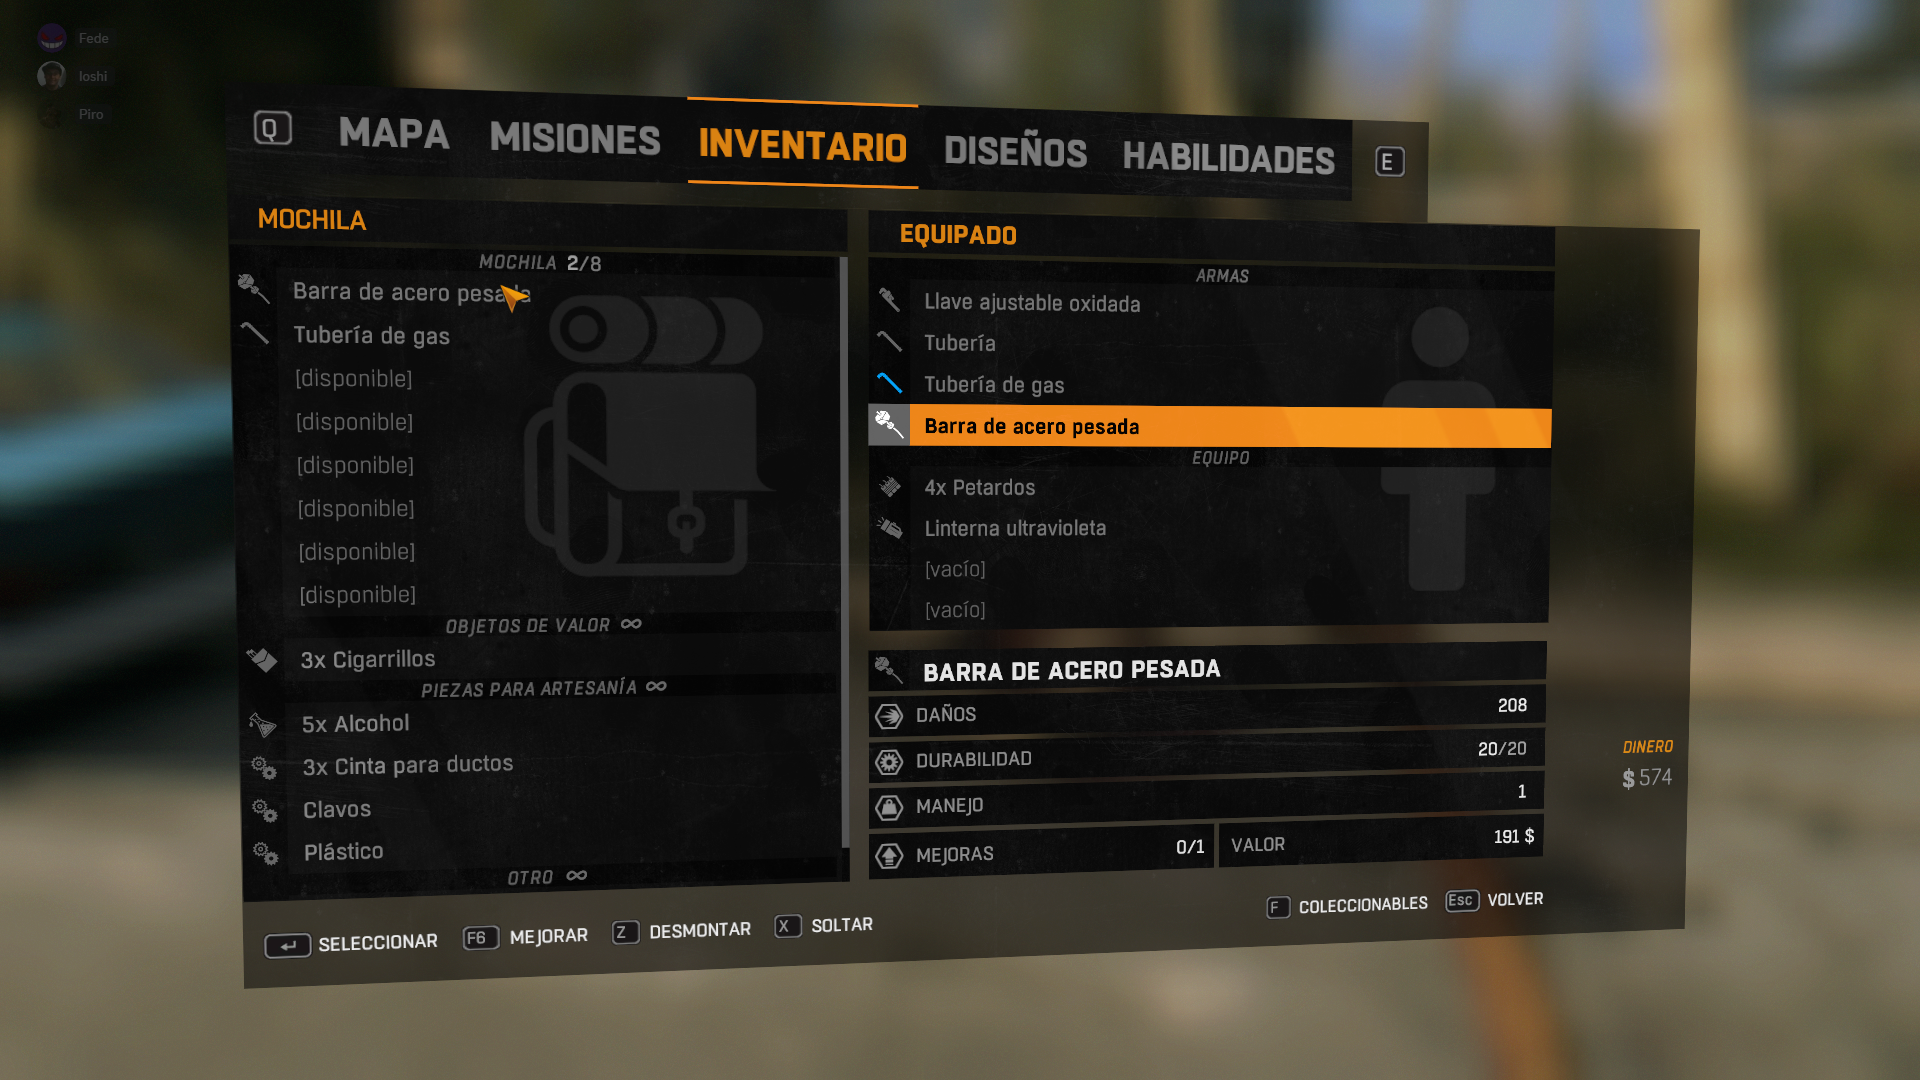 Fede
Ioshi
Piro
Q
MAPA
MISIONES
INVENTARIO
DISEÑOS
HABILIDADES
E
MOCHILA
MOCHILA 2/8
Barra de acero pesada
Tubería de gas
[disponible]
[disponible]
[disponible]
[disponible]
[disponible]
[disponible]
OBJETOS DE VALOR ∞
3x Cigarrillos
PIEZAS PARA ARTESANÍA ∞
5x Alcohol
3x Cinta para ductos
Clavos
Plástico
OTRO ∞
EQUIPADO
ARMAS
Llave ajustable oxidada
Tubería
Tubería de gas
Barra de acero pesada
EQUIPO
4x Petardos
Linterna ultravioleta
[vacío]
[vacío]
BARRA DE ACERO PESADA
DAÑOS 208
DURABILIDAD 20/20
MANEJO 1
MEJORAS 0/1 VALOR 191 $
DINERO
$ 574
↵ SELECCIONAR F6 MEJORAR Z DESMONTAR X SOLTAR
F COLECCIONABLES Esc VOLVER